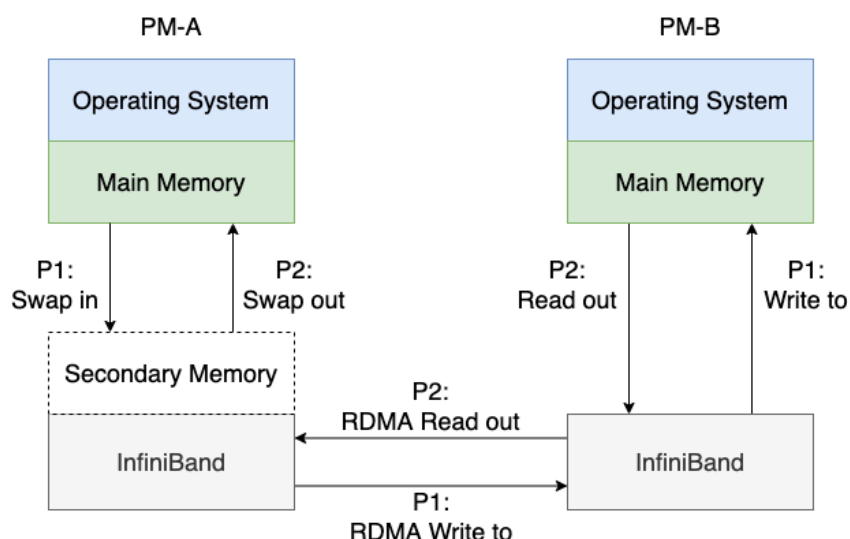 PM-A
PM-B
Operating System
Operating System
Main Memory
Main Memory
P1:
Swap in
P2:
Swap out
P2:
Read out
P1:
Write to
Secondary Memory
P2:
RDMA Read out
InfiniBand
InfiniBand
P1:
RDMA Write to